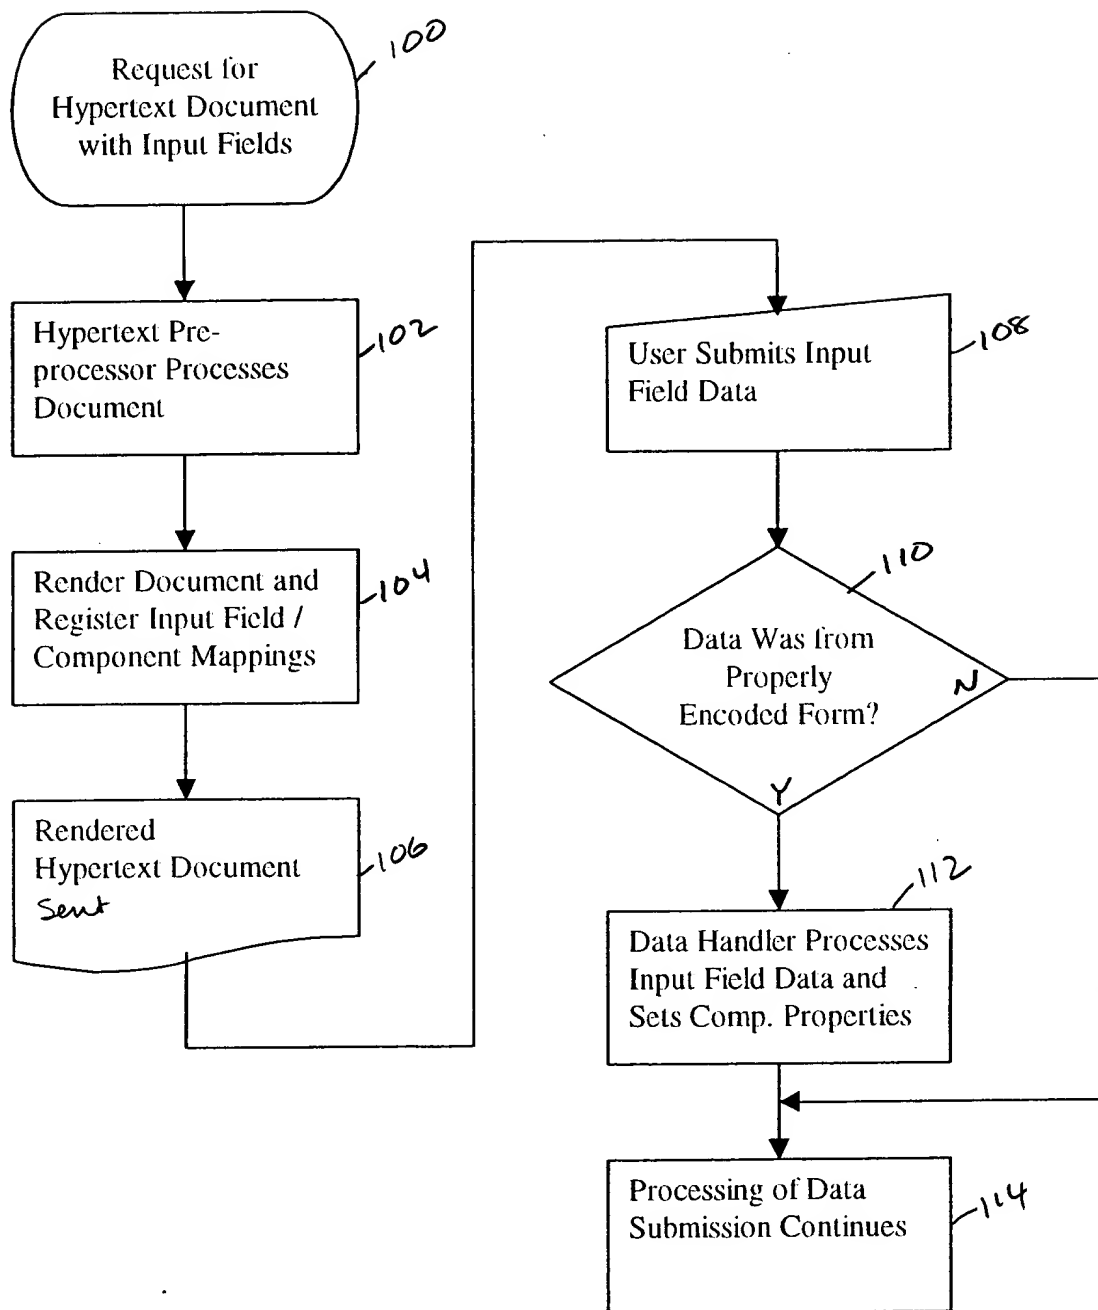 Request for
Hypertext Document
with Input Fields
100
Hypertext Pre-
processor Processes
Document
102
Render Document and
Register Input Field /
Component Mappings
104
Rendered
Hypertext Document
Sent
106
User Submits Input
Field Data
108
Data Was from
Properly
Encoded Form?
110
N
Y
Data Handler Processes
Input Field Data and
Sets Comp. Properties
112
Processing of Data
Submission Continues
114